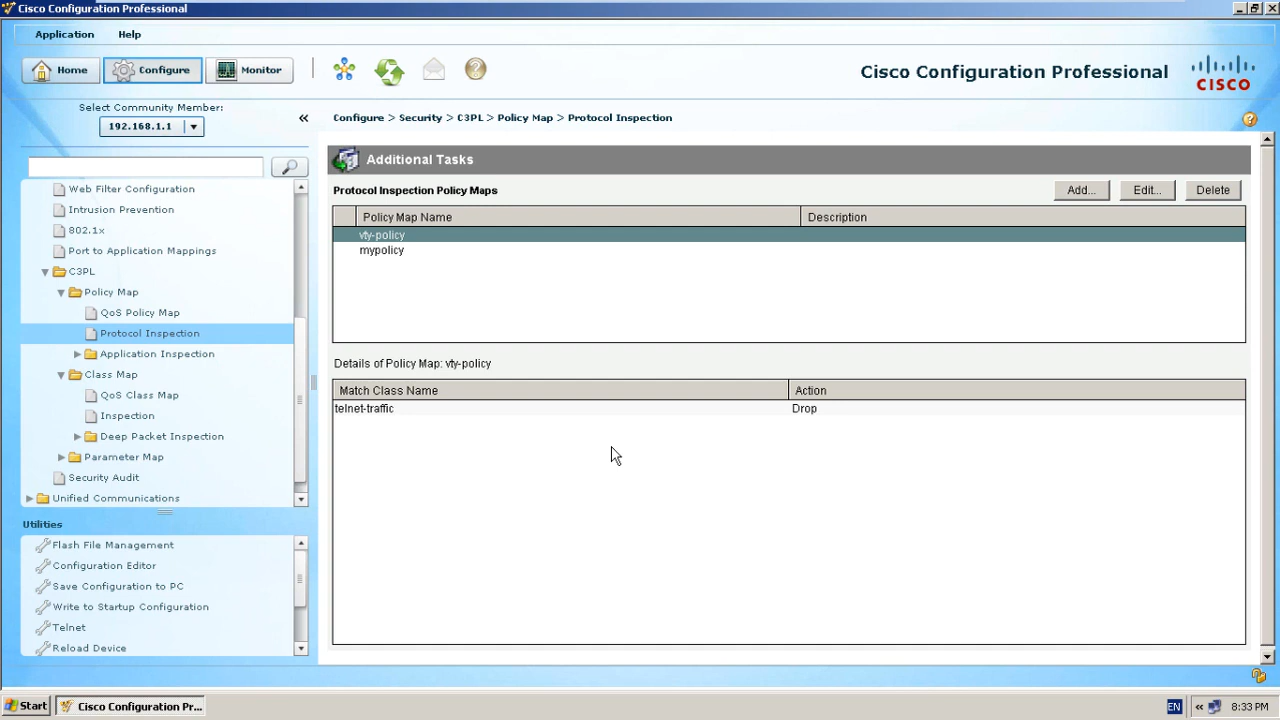 Cisco Configuration Professional
Application Help
Home Configure Monitor
Cisco Configuration Professional
CISCO
Select Community Member:
192.168.1.1
«
Configure > Security > C3PL > Policy Map > Protocol Inspection
Web Filter Configuration
Intrusion Prevention
802.1x
Port to Application Mappings
C3PL
Policy Map
QoS Policy Map
Protocol Inspection
Application Inspection
Class Map
QoS Class Map
Inspection
Deep Packet Inspection
Parameter Map
Security Audit
Unified Communications
Utilities
Flash File Management
Configuration Editor
Save Configuration to PC
Write to Startup Configuration
Telnet
Reload Device
Additional Tasks
Protocol Inspection Policy Maps
Add... Edit... Delete
Policy Map Name Description
vty-policy
mypolicy
Details of Policy Map: vty-policy
Match Class Name Action
telnet-traffic Drop
Start Cisco Configuration Pr... EN « 8:33 PM